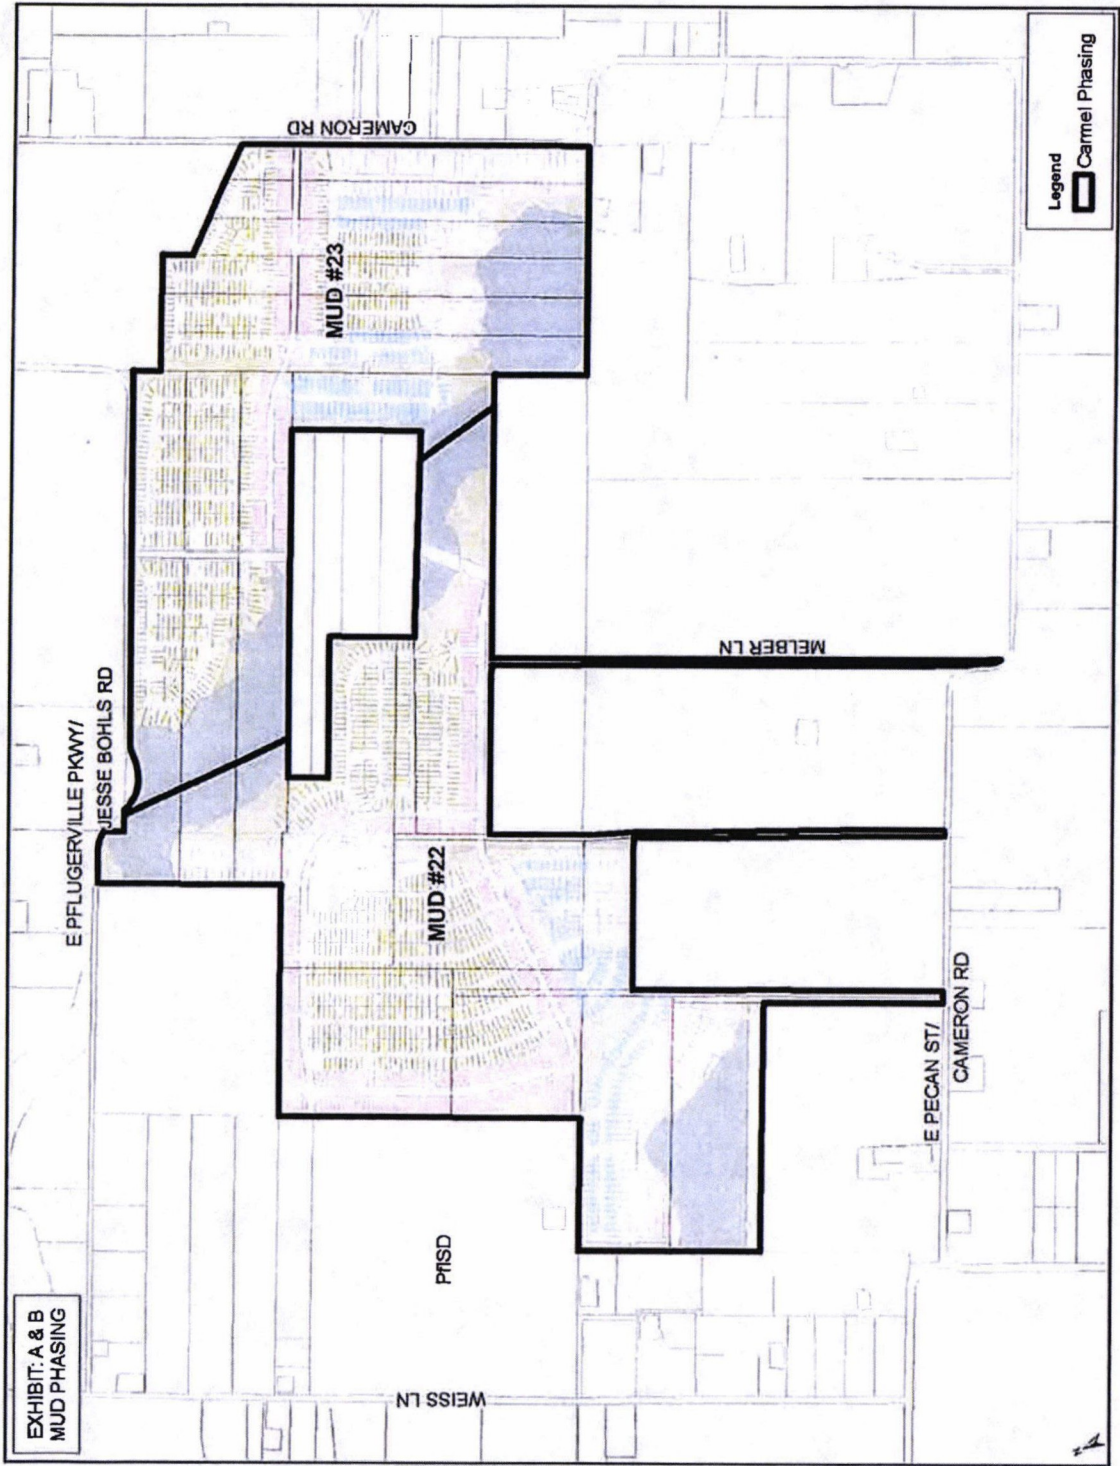 EXHIBIT: A & B
MUD PHASING
E PFLUGERVILLE PKWY/
JESSE BOHLS RD
CAMERON RD
MUD #23
MUD #22
PfISD
WEISS LN
MELBER LN
E PECAN ST/
CAMERON RD
Legend
Carmel Phasing